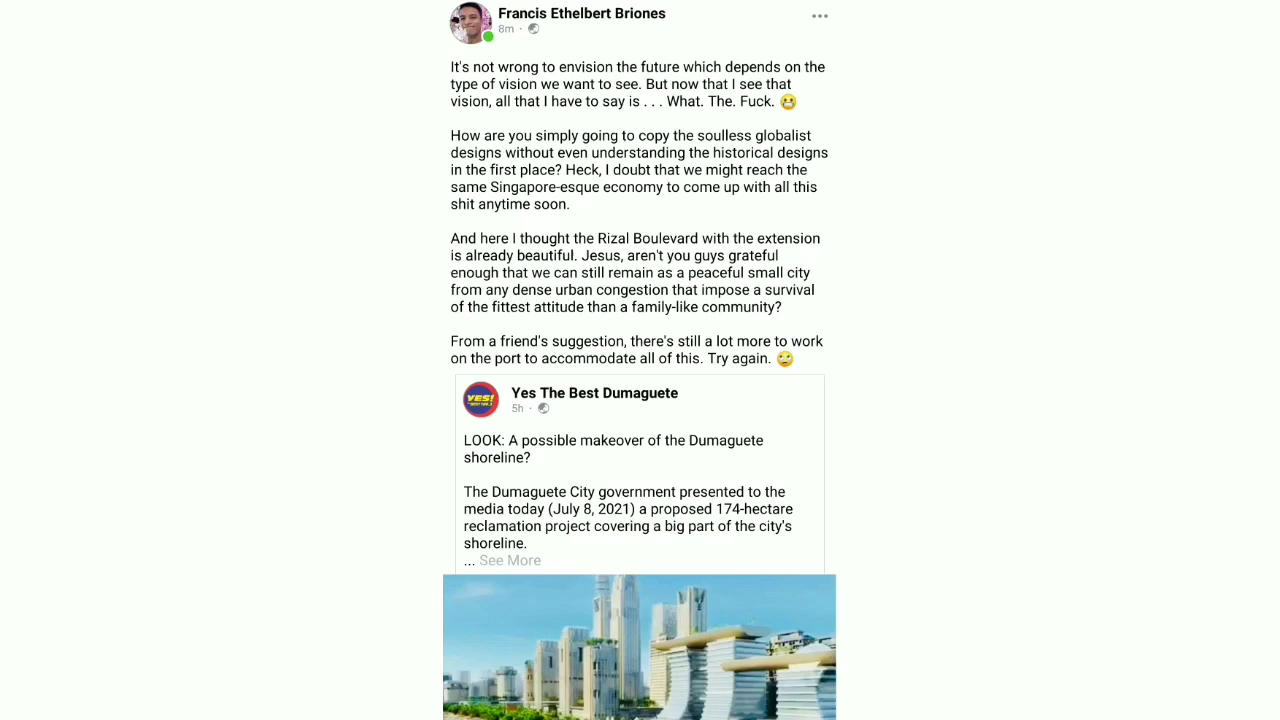 Francis Ethelbert Briones
8m ·
It's not wrong to envision the future which depends on the
type of vision we want to see. But now that I see that
vision, all that I have to say is . . . What. The. Fuck. 😬
How are you simply going to copy the soulless globalist
designs without even understanding the historical designs
in the first place? Heck, I doubt that we might reach the
same Singapore-esque economy to come up with all this
shit anytime soon.
And here I thought the Rizal Boulevard with the extension
is already beautiful. Jesus, aren't you guys grateful
enough that we can still remain as a peaceful small city
from any dense urban congestion that impose a survival
of the fittest attitude than a family-like community?
From a friend's suggestion, there's still a lot more to work
on the port to accommodate all of this. Try again. 🙄
YES!
Yes The Best Dumaguete
5h ·
LOOK: A possible makeover of the Dumaguete
shoreline?
The Dumaguete City government presented to the
media today (July 8, 2021) a proposed 174-hectare
reclamation project covering a big part of the city's
shoreline.
... See More